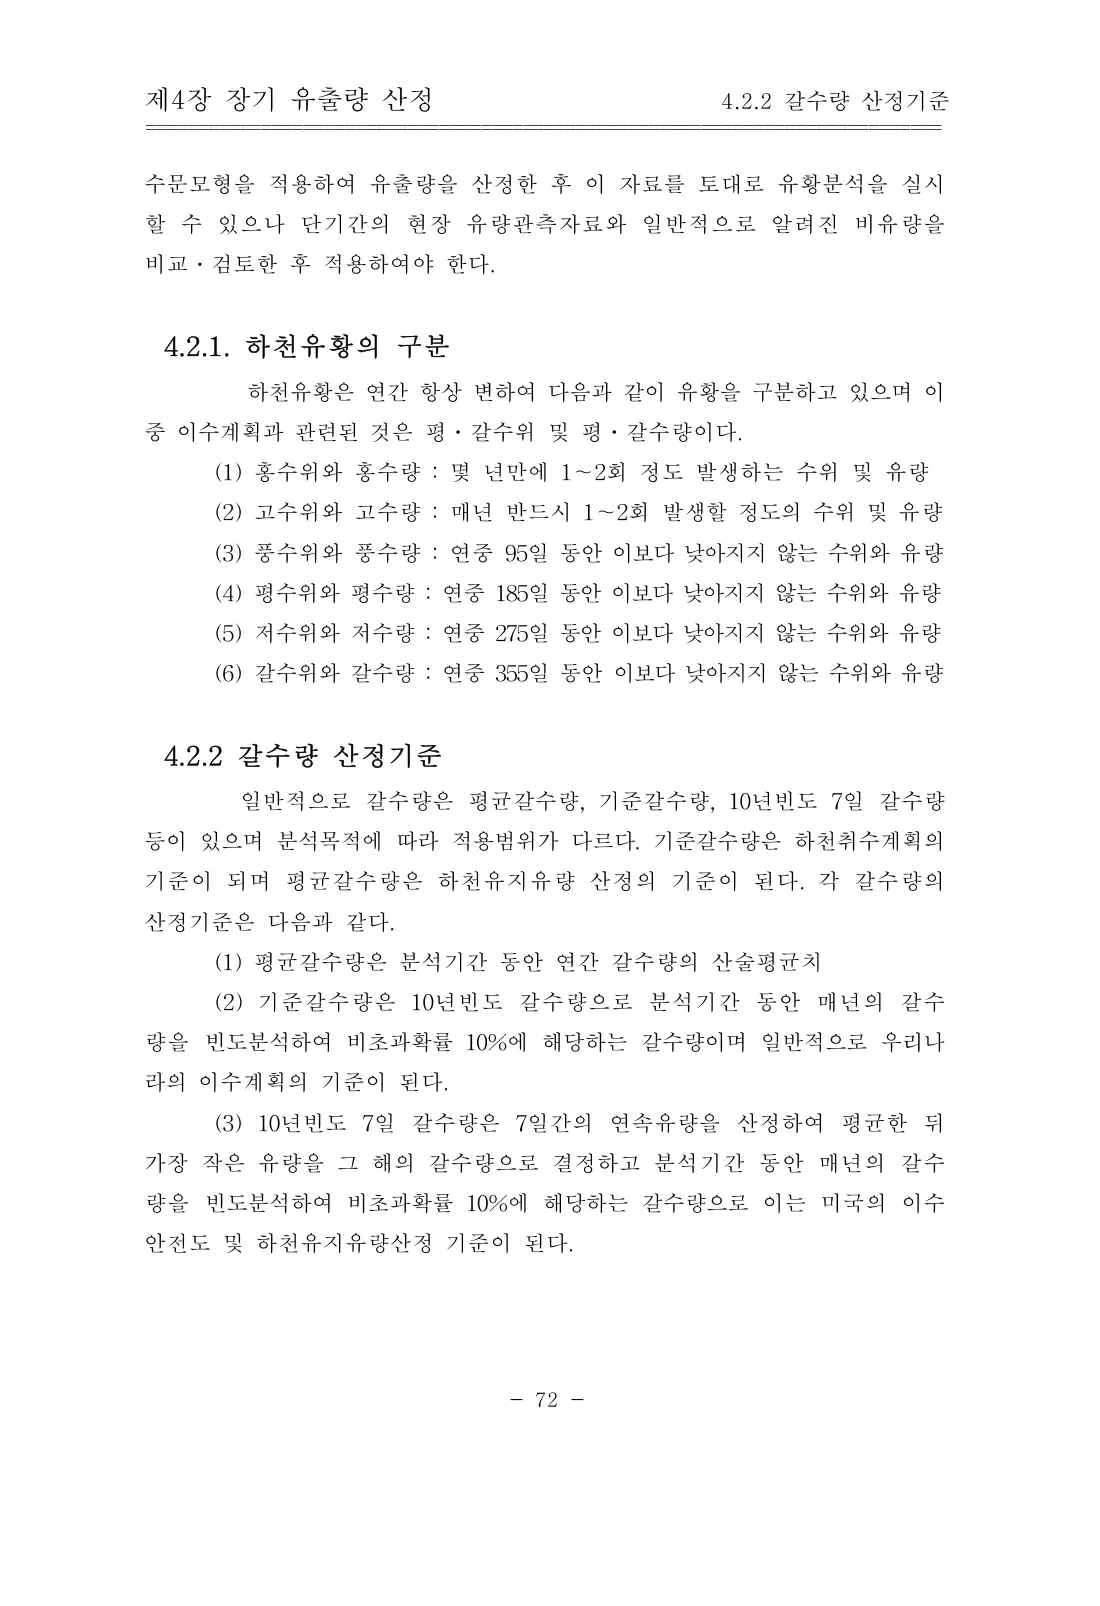 제4장 장기 유출량 산정 4.2.2 갈수량 산정기준
수문모형을 적용하여 유출량을 산정한 후 이 자료를 토대로 유황분석을 실시
할 수 있으나 단기간의 현장 유량관측자료와 일반적으로 알려진 비유량을
비교·검토한 후 적용하여야 한다.
4.2.1. 하천유황의 구분
하천유황은 연간 항상 변하여 다음과 같이 유황을 구분하고 있으며 이
중 이수계획과 관련된 것은 평·갈수위 및 평·갈수량이다.
(1) 홍수위와 홍수량 : 몇 년만에 1∼2회 정도 발생하는 수위 및 유량
(2) 고수위와 고수량 : 매년 반드시 1∼2회 발생할 정도의 수위 및 유량
(3) 풍수위와 풍수량 : 연중 95일 동안 이보다 낮아지지 않는 수위와 유량
(4) 평수위와 평수량 : 연중 185일 동안 이보다 낮아지지 않는 수위와 유량
(5) 저수위와 저수량 : 연중 275일 동안 이보다 낮아지지 않는 수위와 유량
(6) 갈수위와 갈수량 : 연중 355일 동안 이보다 낮아지지 않는 수위와 유량
4.2.2 갈수량 산정기준
일반적으로 갈수량은 평균갈수량, 기준갈수량, 10년빈도 7일 갈수량
등이 있으며 분석목적에 따라 적용범위가 다르다. 기준갈수량은 하천취수계획의
기준이 되며 평균갈수량은 하천유지유량 산정의 기준이 된다. 각 갈수량의
산정기준은 다음과 같다.
(1) 평균갈수량은 분석기간 동안 연간 갈수량의 산술평균치
(2) 기준갈수량은 10년빈도 갈수량으로 분석기간 동안 매년의 갈수
량을 빈도분석하여 비초과확률 10%에 해당하는 갈수량이며 일반적으로 우리나
라의 이수계획의 기준이 된다.
(3) 10년빈도 7일 갈수량은 7일간의 연속유량을 산정하여 평균한 뒤
가장 작은 유량을 그 해의 갈수량으로 결정하고 분석기간 동안 매년의 갈수
량을 빈도분석하여 비초과확률 10%에 해당하는 갈수량으로 이는 미국의 이수
안전도 및 하천유지유량산정 기준이 된다.
- 72 -